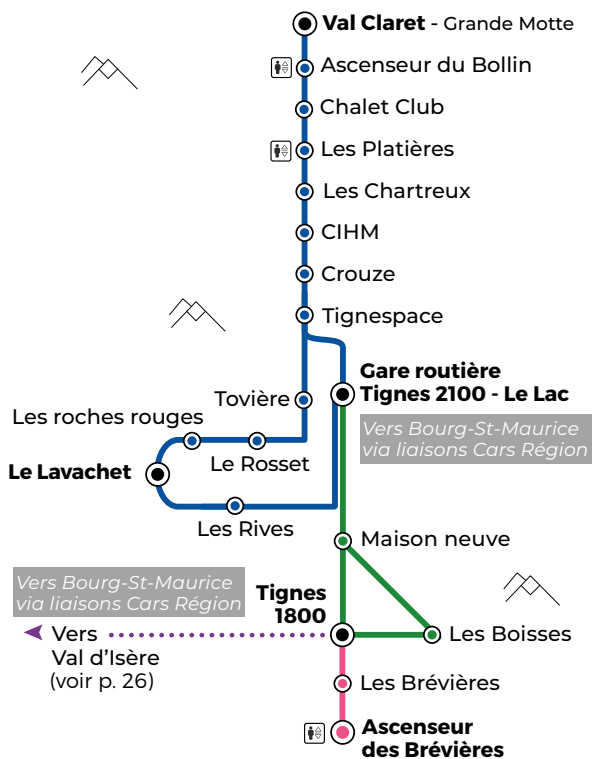 Val Claret - Grande Motte
Ascenseur du Bollin
Chalet Club
Les Platières
Les Chartreux
CIHM
Crouze
Tignespace
Gare routière
Tignes 2100 - Le Lac
Tovière
Vers Bourg-St-Maurice
via liaisons Cars Région
Les roches rouges
Le Rosset
Le Lavachet
Les Rives
Maison neuve
Vers Bourg-St-Maurice
via liaisons Cars Région
Tignes
1800
Vers
Val d'Isère
(voir p. 26)
Les Boisses
Les Brévières
Ascenseur
des Brévières